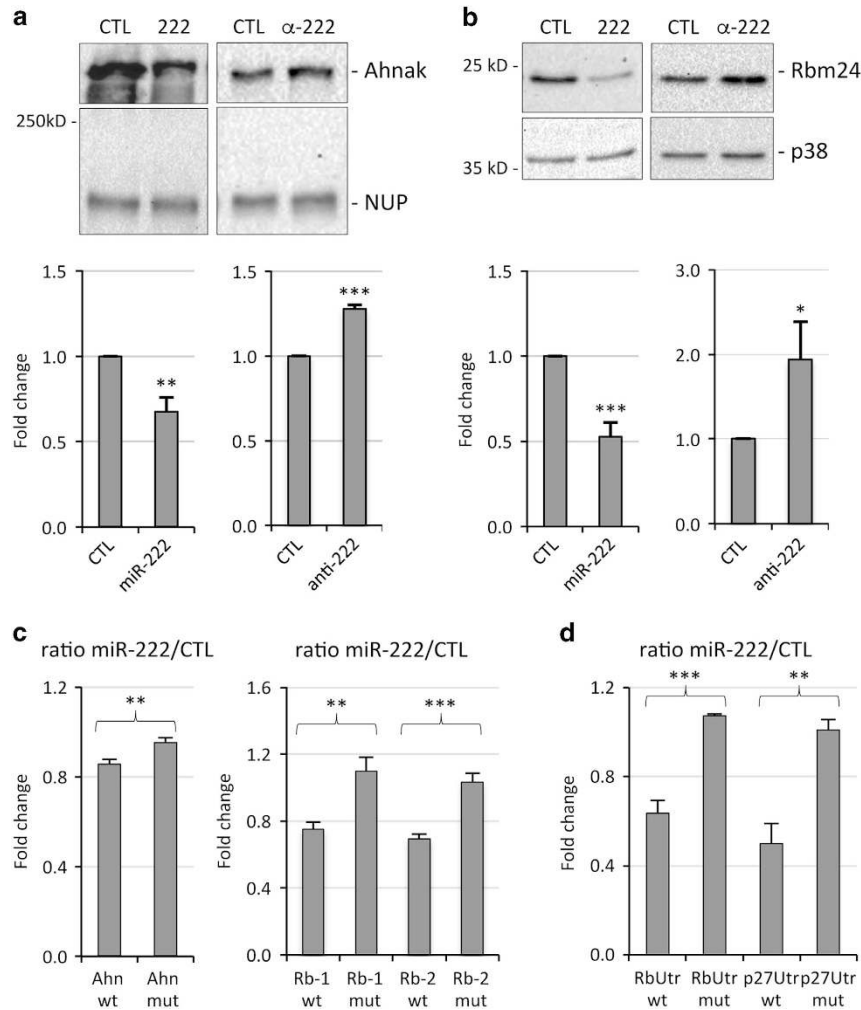 a
CTL 222 CTL α-222
- Ahnak
250kD -
- NUP
1.5 1.5
1.0 1.0
0.5 0.5
0.0 0.0
Fold change
** ***
CTL miR-222 CTL anti-222
b
CTL 222 CTL α-222
25 kD -
- Rbm24
35 kD -
- p38
1.5 3.0
1.0 2.0
0.5 1.0
0.0 0.0
Fold change
*** *
CTL miR-222 CTL anti-222
c
ratio miR-222/CTL
1.2
0.8
0.4
0.0
Fold change
**
Ahn Ahn
wt mut
ratio miR-222/CTL
1.6
1.2
0.8
0.4
0.0
Fold change
** ***
Rb-1 Rb-1 Rb-2 Rb-2
wt mut wt mut
d
ratio miR-222/CTL
1.2
0.8
0.4
0.0
Fold change
*** **
RbUtr RbUtr p27Utr p27Utr
wt mut wt mut